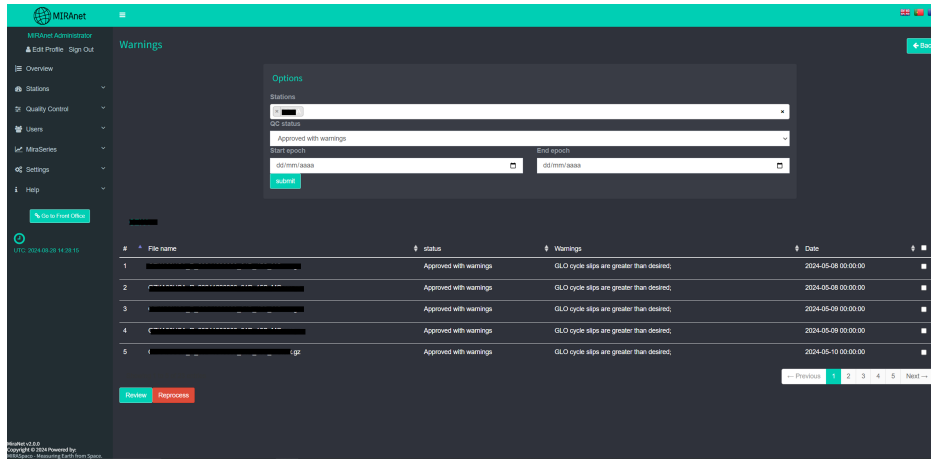 MIRAnet
MIRAnet Administrator
Edit Profile Sign Out
Overview
Stations
Quality Control
Users
MiraSeries
Settings
Help
Go to Front Office
UTC: 2024-08-28 14:28:15
Warnings
Back
Options
Stations
×
×
QC status
Approved with warnings
Start epoch
End epoch
dd/mm/aaaa
dd/mm/aaaa
submit
# File name status Warnings Date
1 Approved with warnings GLO cycle slips are greater than desired; 2024-05-08 00:00:00
2 Approved with warnings GLO cycle slips are greater than desired; 2024-05-08 00:00:00
3 Approved with warnings GLO cycle slips are greater than desired; 2024-05-09 00:00:00
4 Approved with warnings GLO cycle slips are greater than desired; 2024-05-09 00:00:00
5 .gz Approved with warnings GLO cycle slips are greater than desired; 2024-05-10 00:00:00
← Previous 1 2 3 4 5 Next →
Review Reprocess
MiraNet v2.0.0
Copyright © 2024 Powered by:
MIRASpaco - Measuring Earth from Space.